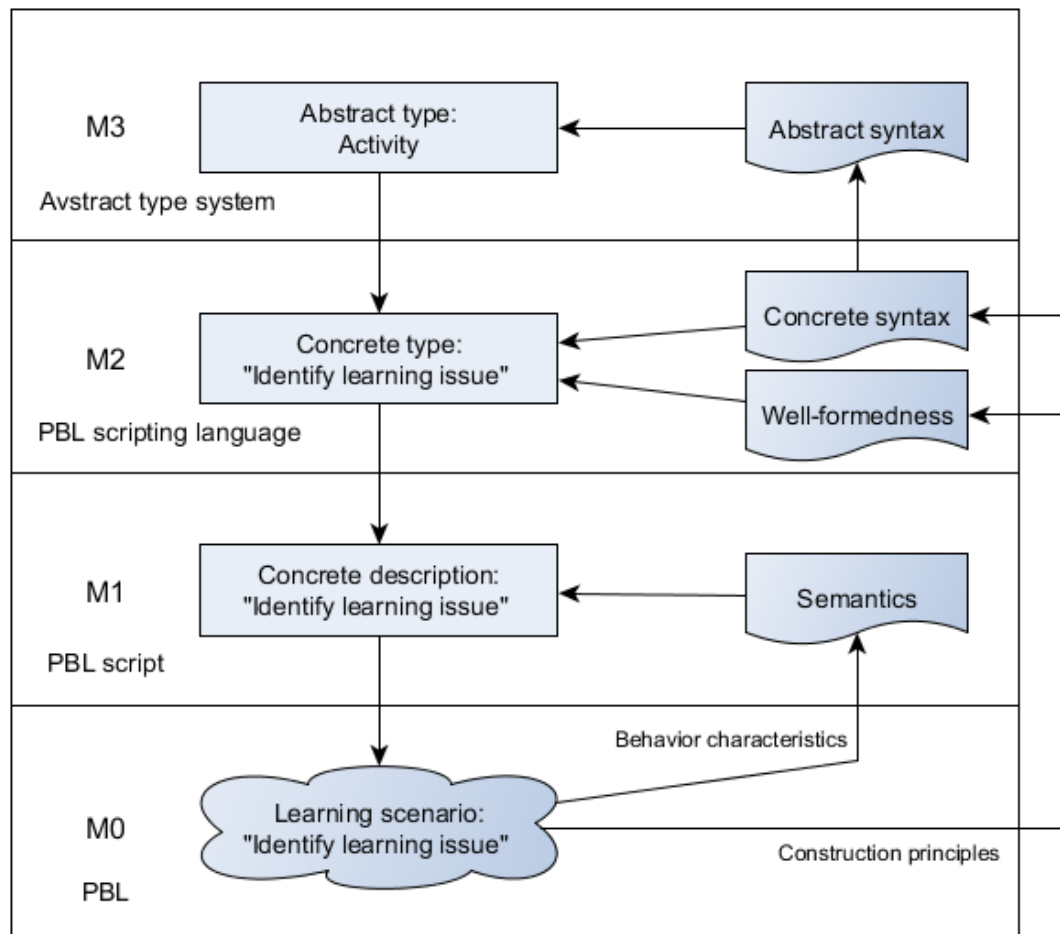 M3
Avstract type system
Abstract type:
Activity
Abstract syntax
M2
PBL scripting language
Concrete type:
"Identify learning issue"
Concrete syntax
Well-formedness
M1
PBL script
Concrete description:
"Identify learning issue"
Semantics
Behavior characteristics
M0
PBL
Learning scenario:
"Identify learning issue"
Construction principles